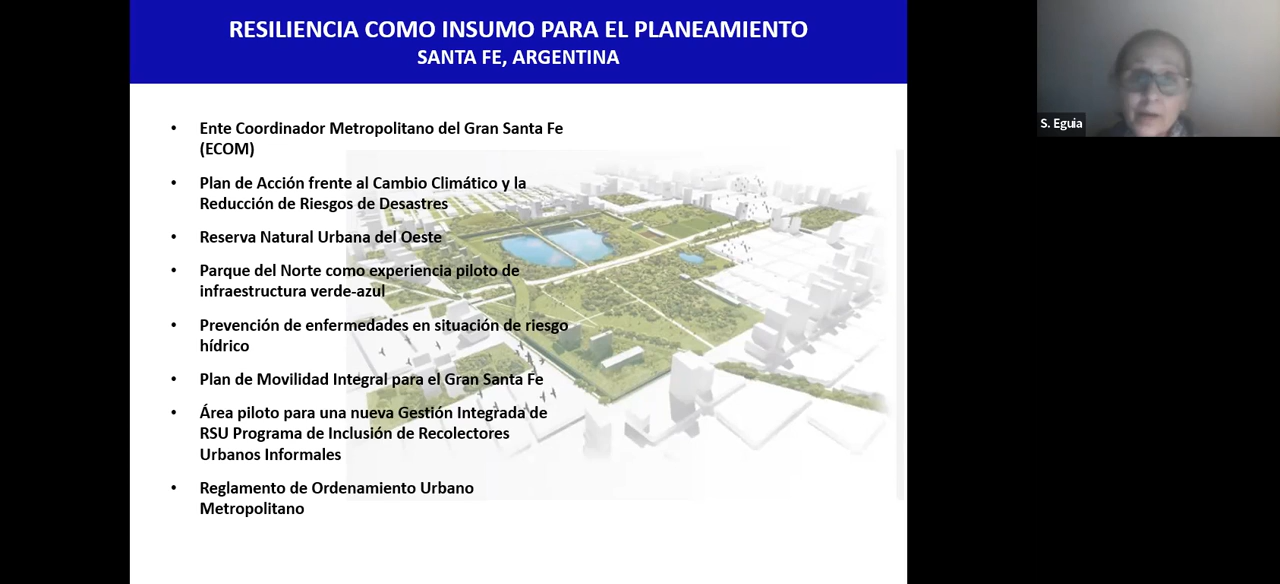 RESILIENCIA COMO INSUMO PARA EL PLANEAMIENTO
SANTA FE, ARGENTINA
• Ente Coordinador Metropolitano del Gran Santa Fe
(ECOM)
• Plan de Acción frente al Cambio Climático y la
Reducción de Riesgos de Desastres
• Reserva Natural Urbana del Oeste
• Parque del Norte como experiencia piloto de
infraestructura verde-azul
• Prevención de enfermedades en situación de riesgo
hídrico
• Plan de Movilidad Integral para el Gran Santa Fe
• Área piloto para una nueva Gestión Integrada de
RSU Programa de Inclusión de Recolectores
Urbanos Informales
• Reglamento de Ordenamiento Urbano
Metropolitano
S. Eguia